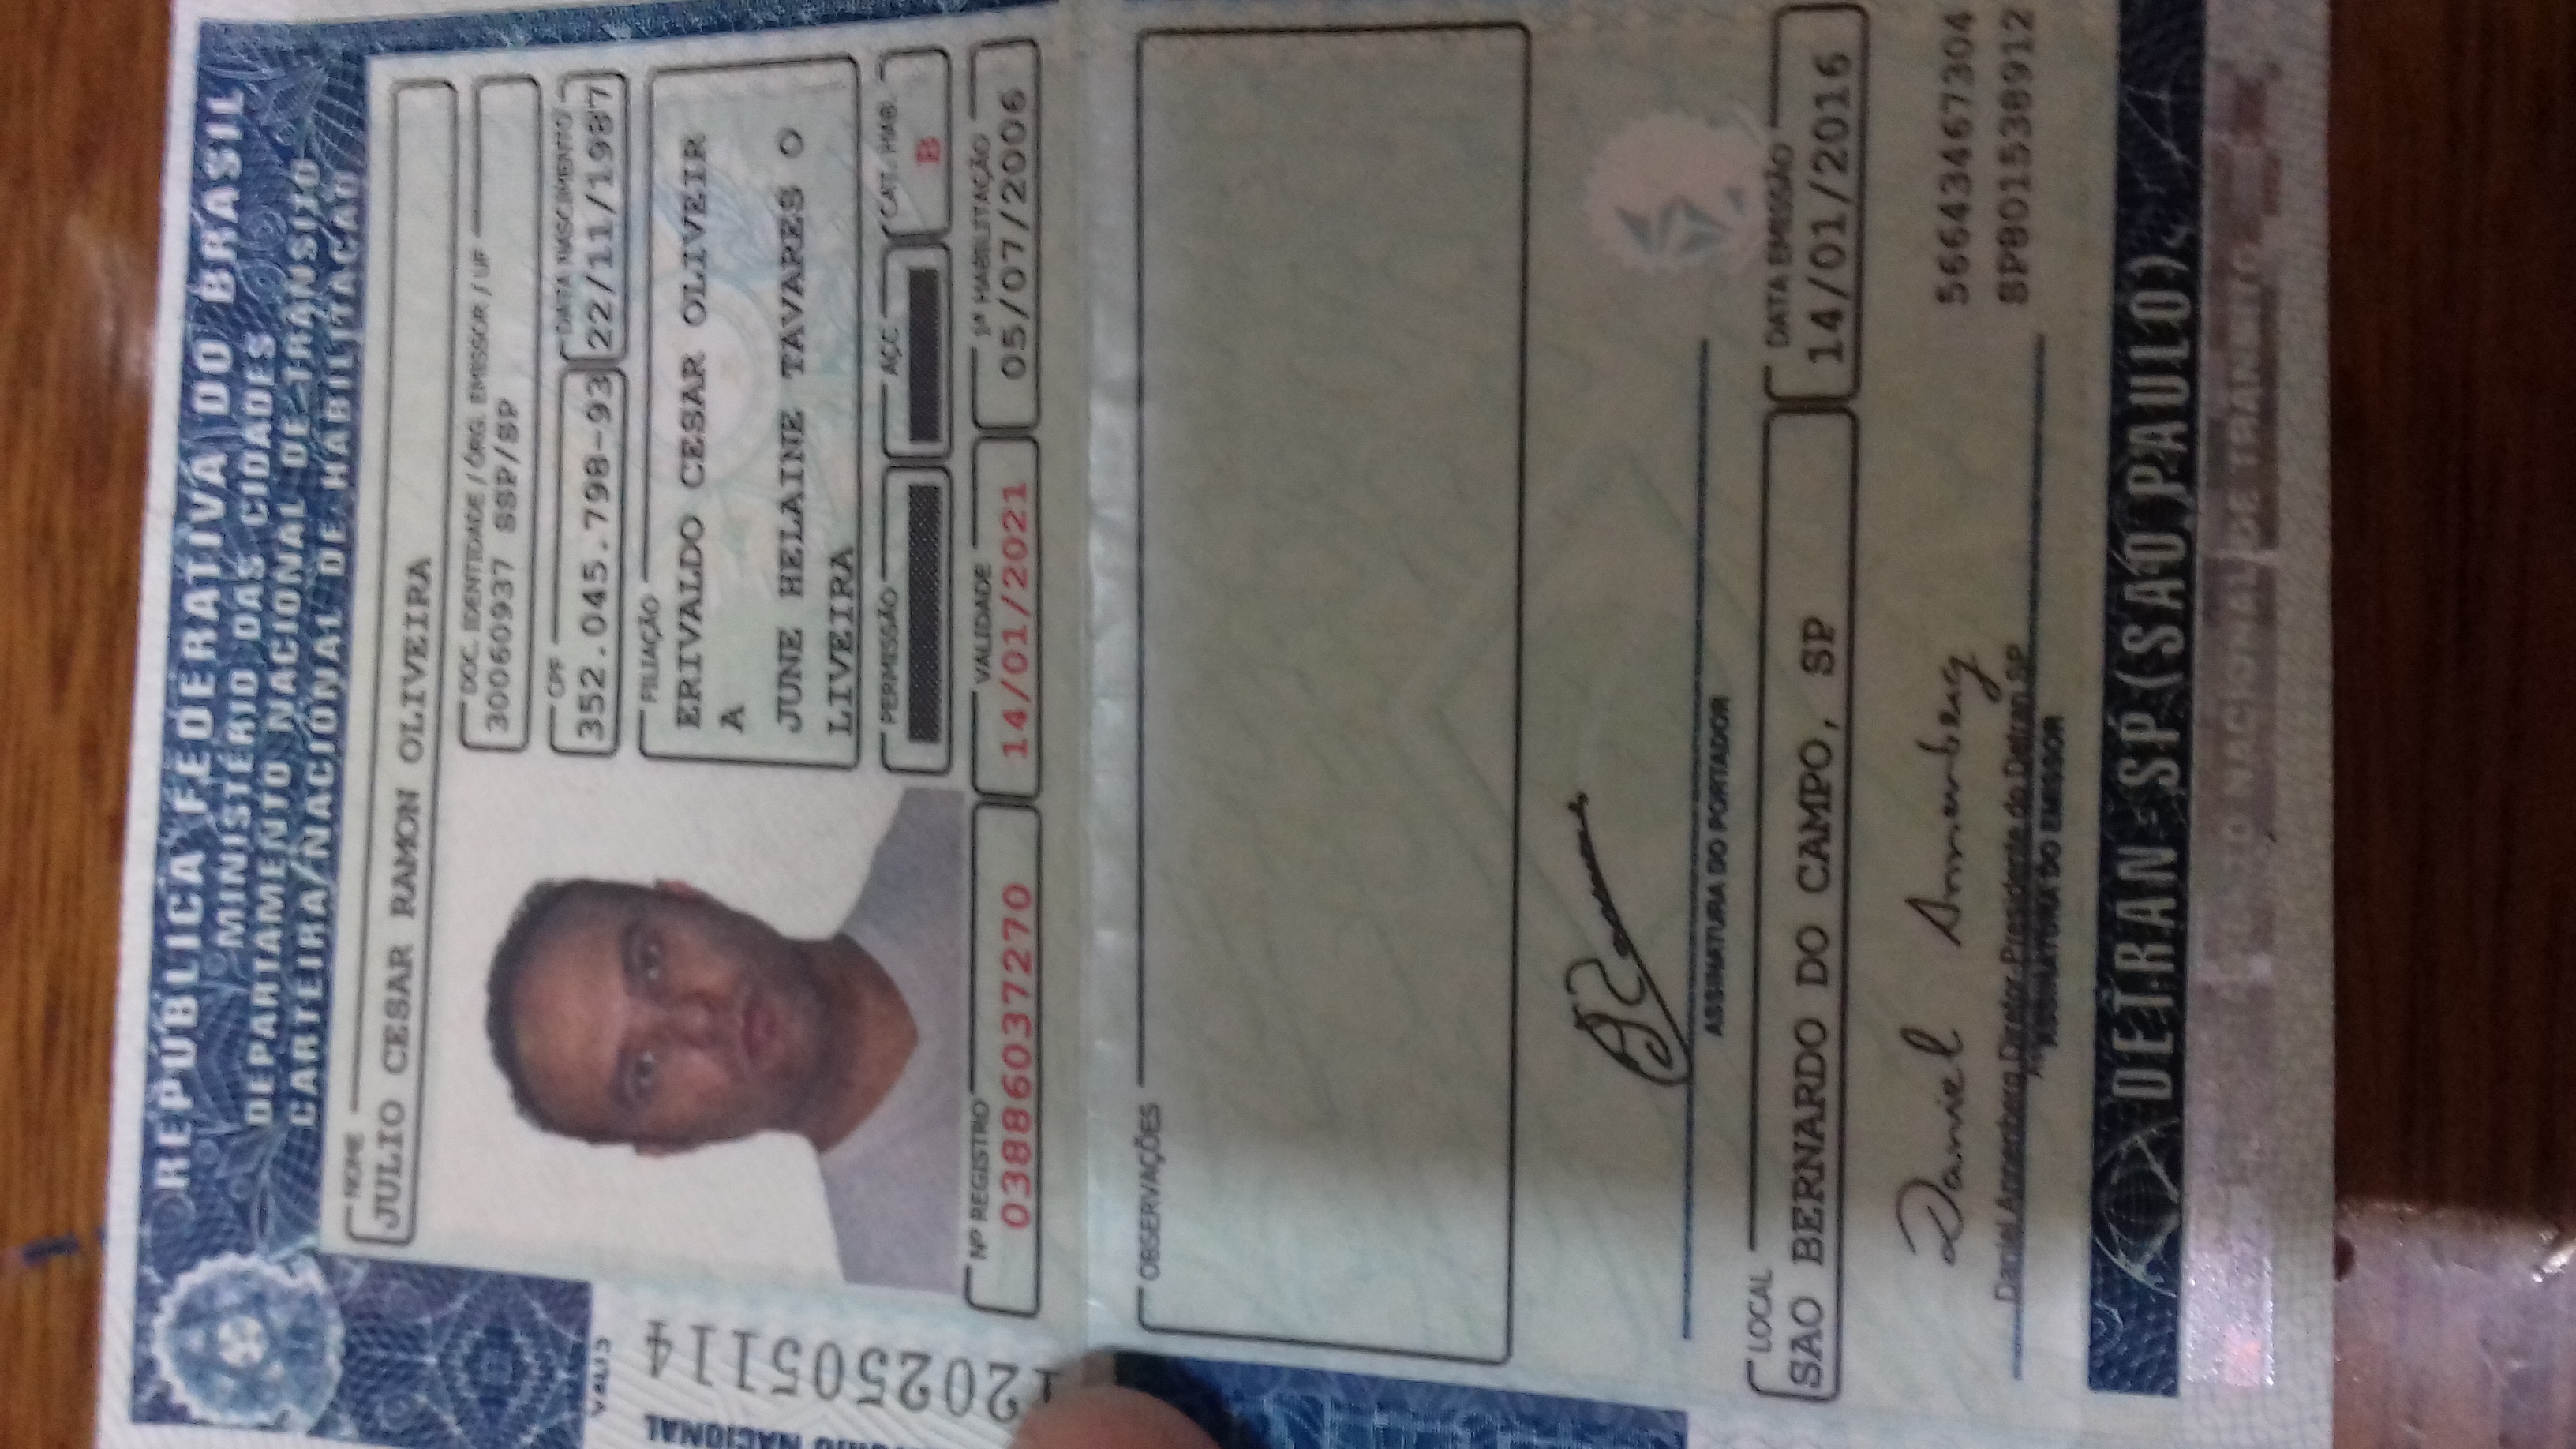 REPÚBLICA FEDERATIVA DO BRASIL
MINISTÉRIO DAS CIDADES
DEPARTAMENTO NACIONAL DE TRÂNSITO
CARTEIRA NACIONAL DE HABILITAÇÃO
NOME
JULIO CESAR RAMON OLIVEIRA
DOC. IDENTIDADE / ÓRG. EMISSOR / UF
30060937 SSP/SP
CPF
352.045.798-93
DATA NASCIMENTO
22/11/1987
FILIAÇÃO
ERIVALDO CESAR OLIVEIR
A
JUNE HELAINE TAVARES O
LIVEIRA
PERMISSÃO
ACC
CAT. HAB.
B
Nº REGISTRO
03886037270
VALIDADE
14/01/2021
1ª HABILITAÇÃO
05/07/2006
NACIONAL
1202505114
OBSERVAÇÕES
ASSINATURA DO PORTADOR
LOCAL
SAO BERNARDO DO CAMPO, SP
DATA EMISSÃO
14/01/2016
Daniel Annenberg
Daniel Annenberg Diretor-Presidente do Detran SP
ASSINATURA DO EMISSOR
56643467304
SP801538912
DETRAN-SP (SAO PAULO)
NACIONAL DE TRÂNSITO